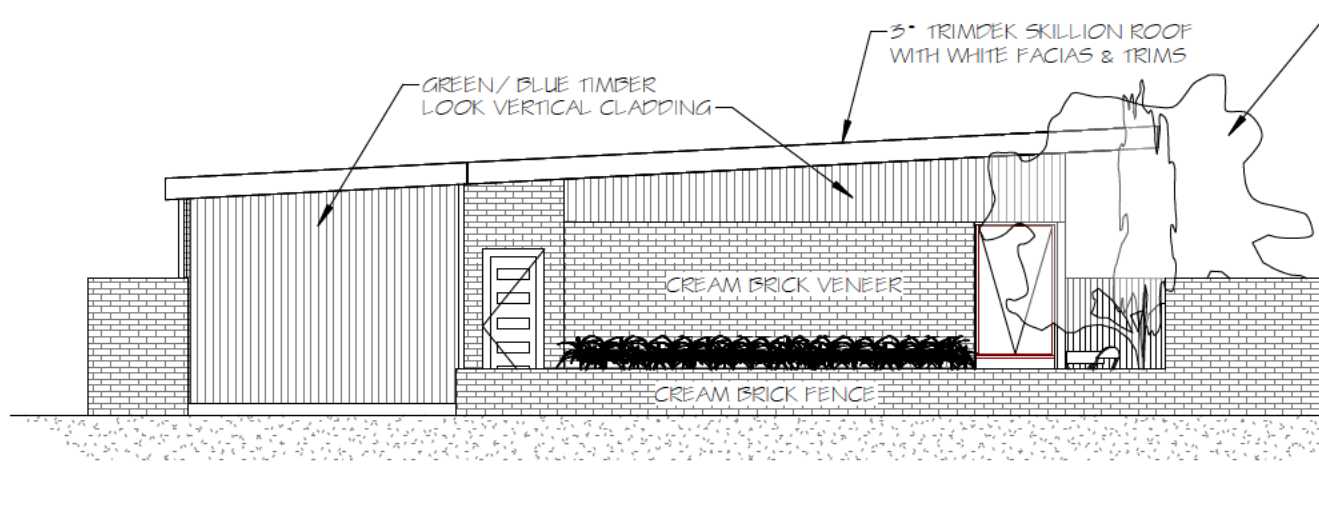 3° TRIMDEK SKILLION ROOF
WITH WHITE FACIAS & TRIMS
GREEN/ BLUE TIMBER
LOOK VERTICAL CLADDING
CREAM BRICK VENEER
CREAM BRICK FENCE